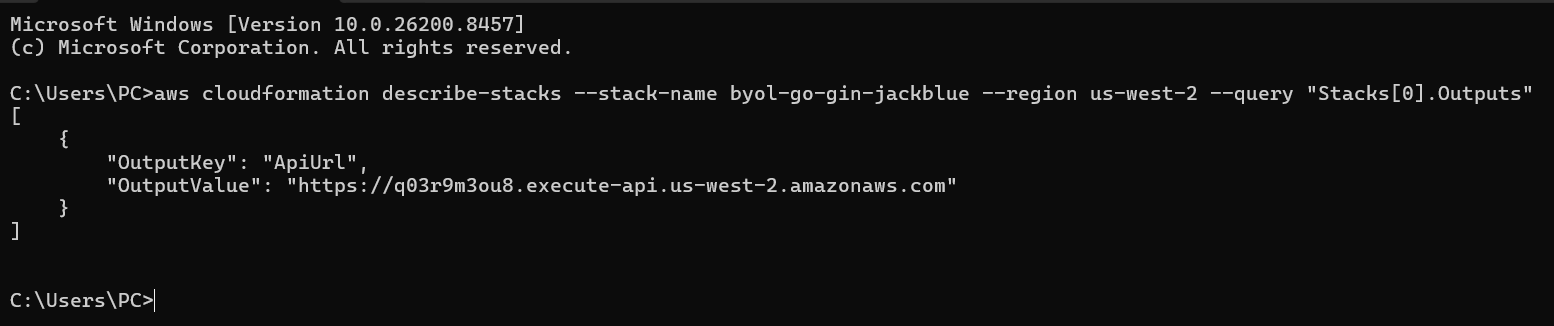 Microsoft Windows [Version 10.0.26200.8457]
(c) Microsoft Corporation. All rights reserved.
C:\Users\PC>aws cloudformation describe-stacks --stack-name byol-go-gin-jackblue --region us-west-2 --query "Stacks[0].Outputs"
[
    {
        "OutputKey": "ApiUrl",
        "OutputValue": "https://q03r9m3ou8.execute-api.us-west-2.amazonaws.com"
    }
]
C:\Users\PC>